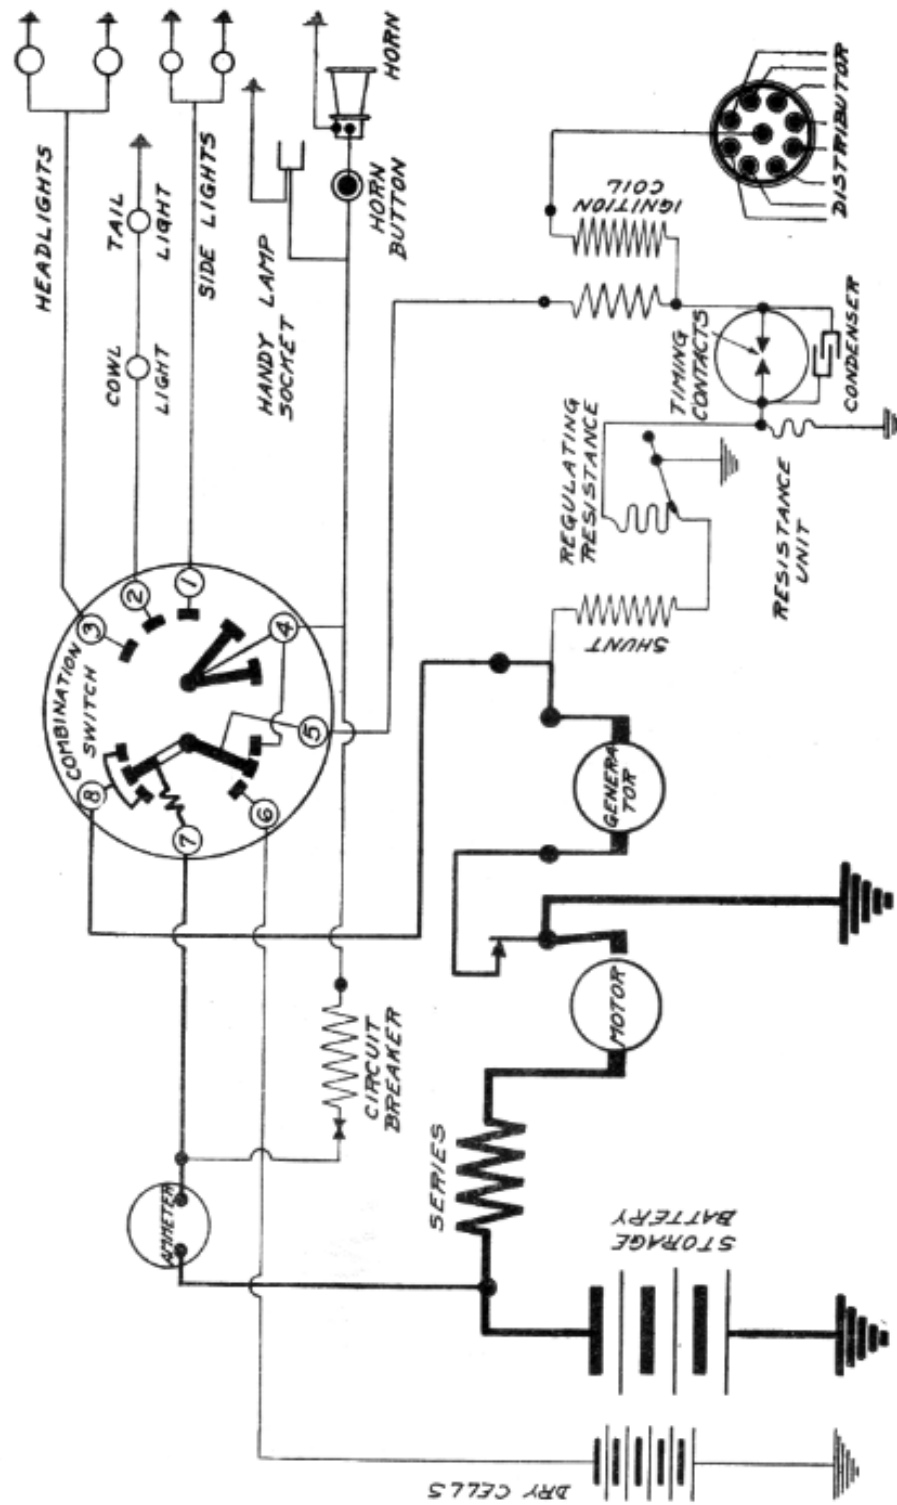 HEADLIGHTS
TAIL
LIGHT
COWL
LIGHT
SIDE LIGHTS
HANDY LAMP
SOCKET
HORN
HORN
BUTTON
DISTRIBUTOR
IGNITION
COIL
TIMING
CONTACTS
CONDENSER
REGULATING
RESISTANCE
RESISTANCE
UNIT
SHUNT
COMBINATION
SWITCH
1
2
3
4
5
6
7
8
GENERA
TOR
MOTOR
CIRCUIT
BREAKER
AMMETER
SERIES
STORAGE
BATTERY
DRY CELLS